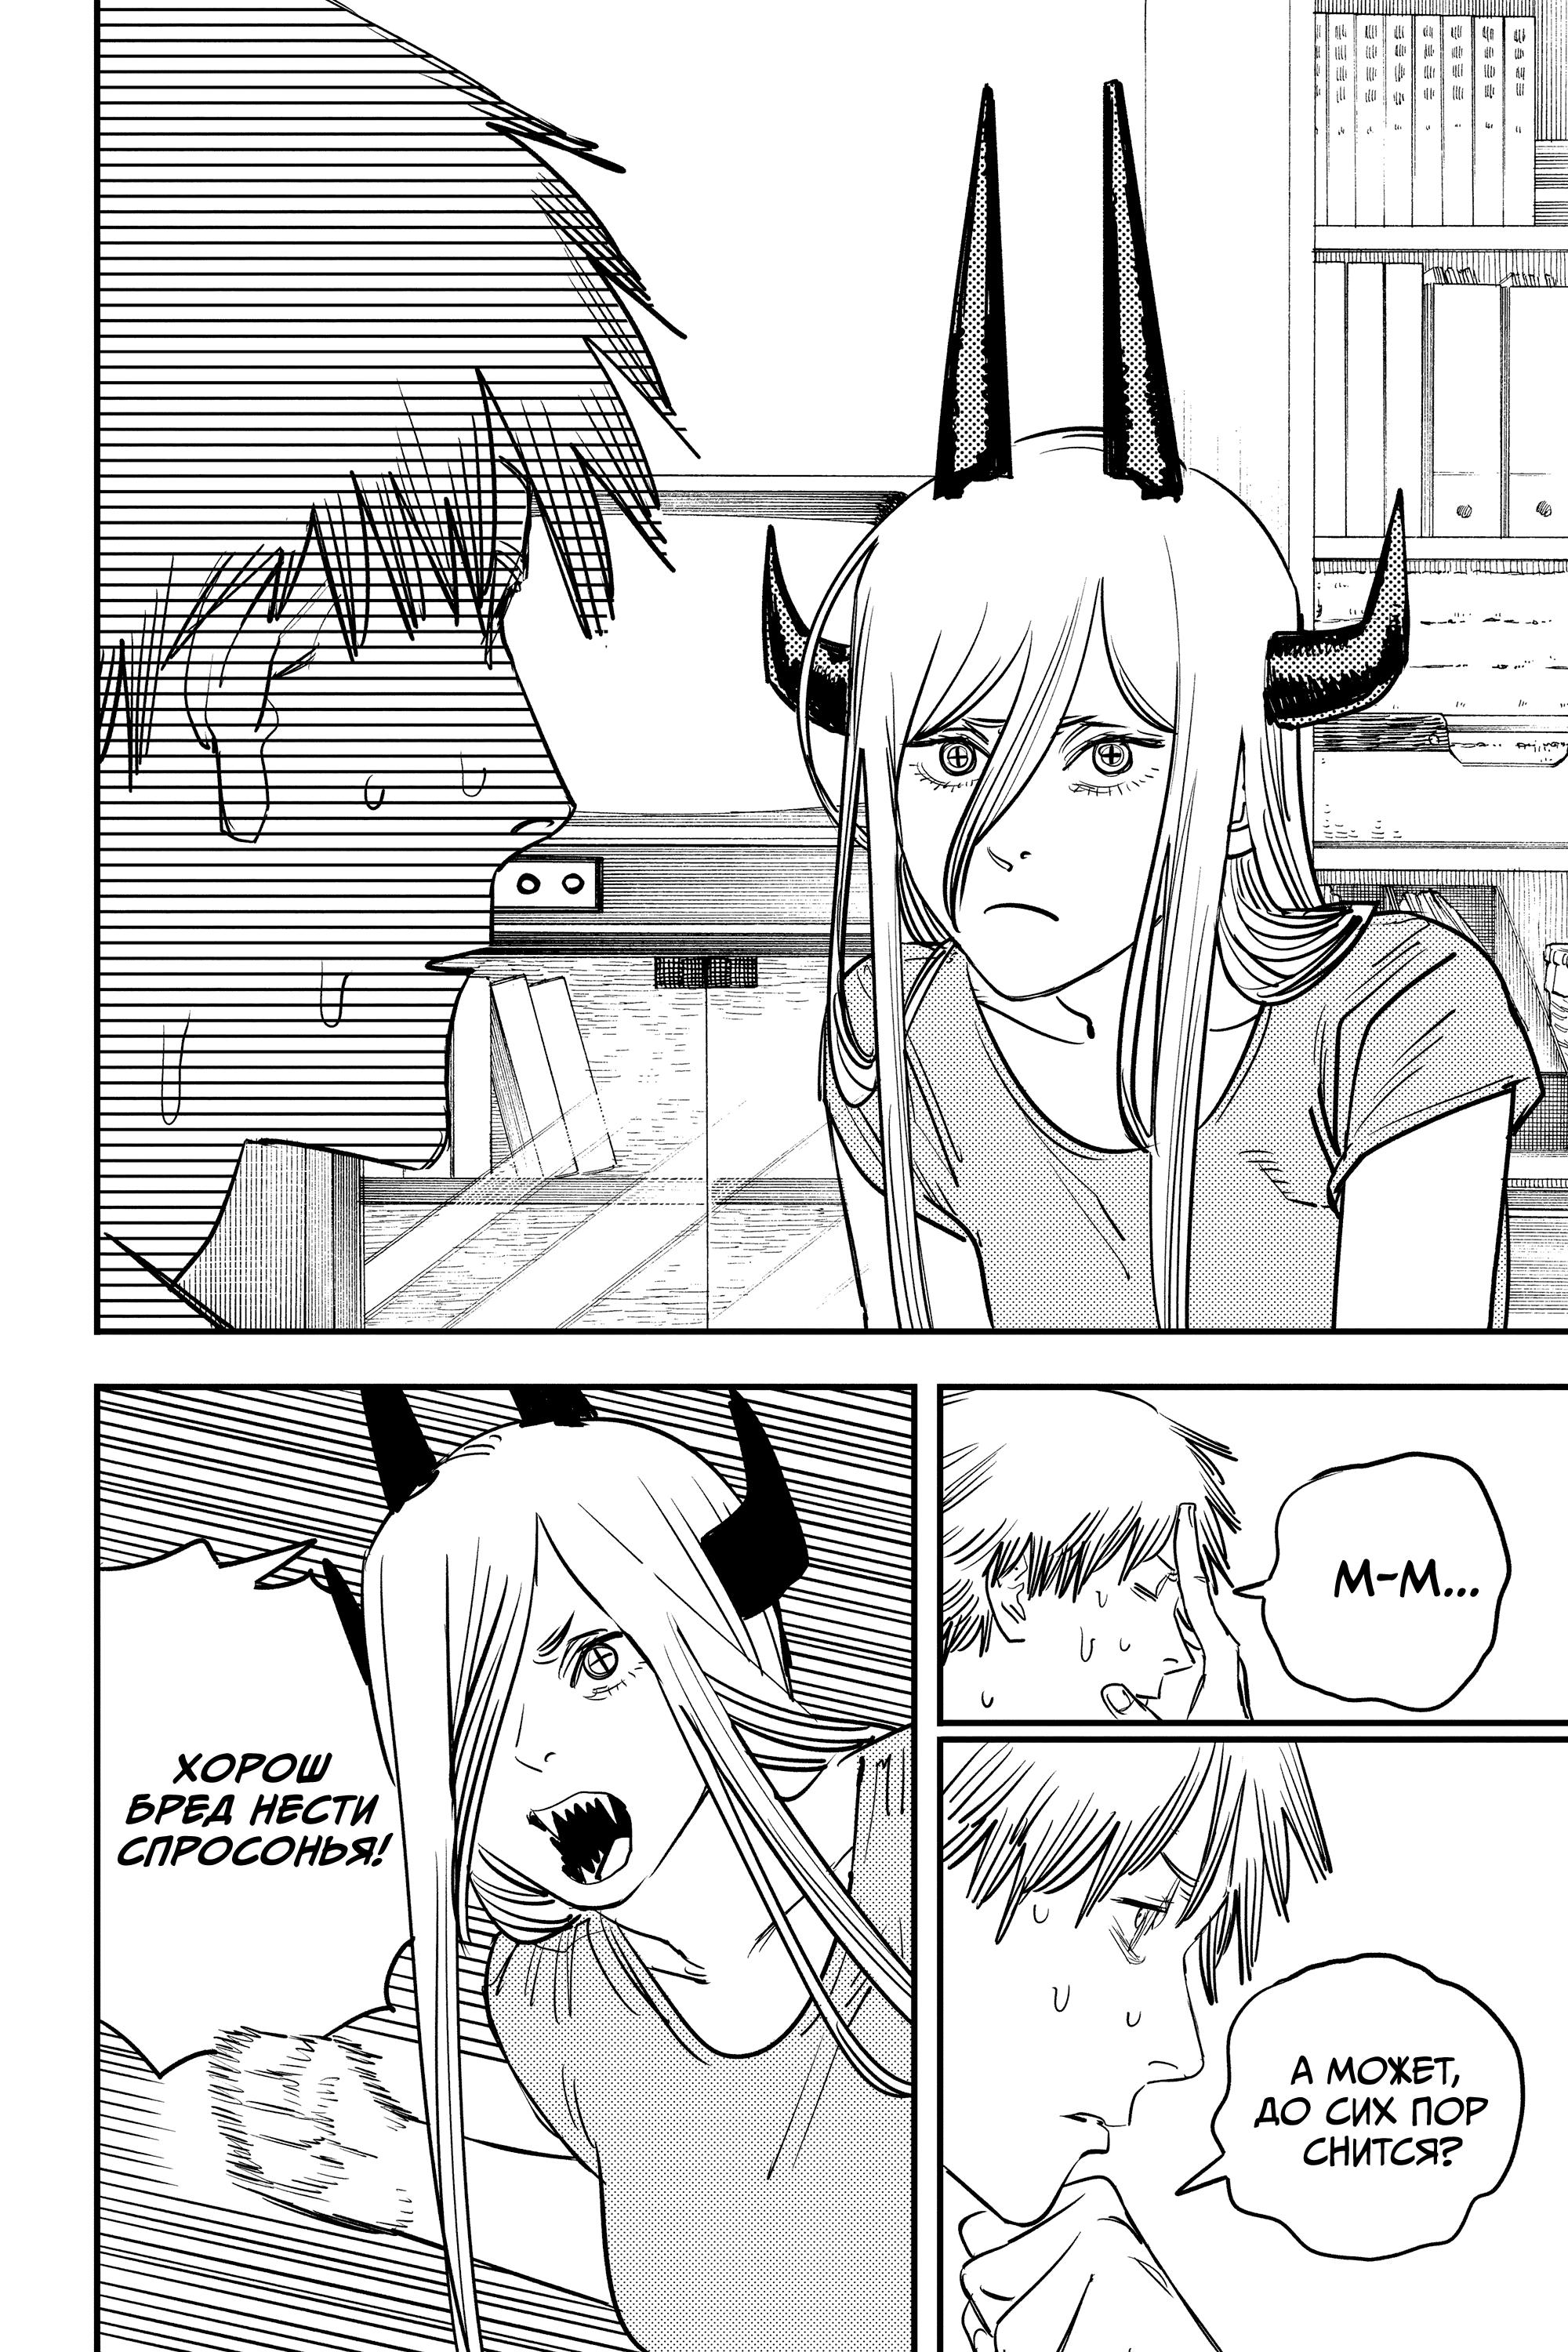 М-М...
А МОЖЕТ,
ДО СИХ ПОР
СНИТСЯ?
ХОРОШ
БРЕД НЕСТИ
СПРОСОНЬЯ!